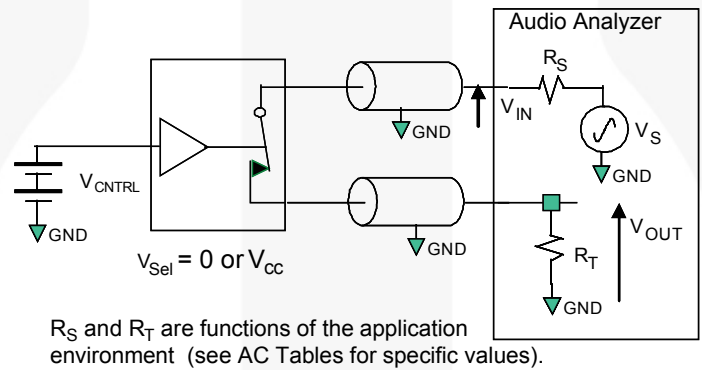 Audio Analyzer
R_S
V_IN
GND
V_S
GND
V_CNTRL
GND
GND
V_OUT
R_T
V_Sel = 0 or V_cc
GND
R_S and R_T are functions of the application
environment (see AC Tables for specific values).